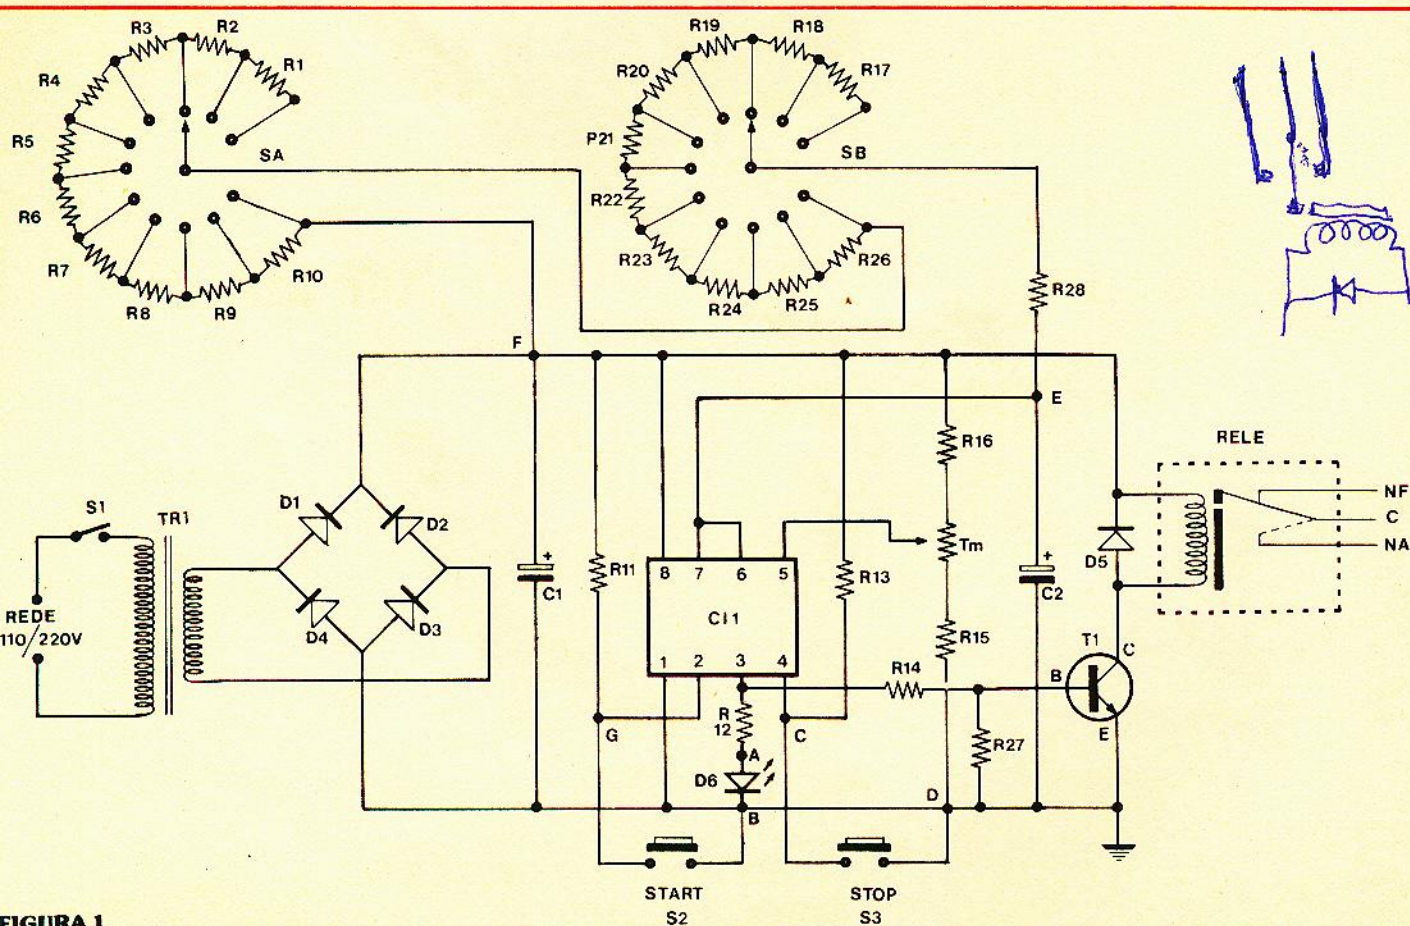 R3
R2
R1
R4
R5
R6
R7
R8
R9
R10
SA
R19
R18
R17
R20
P21
R22
R23
R24
R25
R26
SB
R28
F
E
S1
TR1
REDE
110/220V
D1
D2
D3
D4
+
C1
R11
8
7
6
5
CI1
1
2
3
4
R13
R16
Tm
R15
+
C2
D5
RELE
NF
C
NA
T1
C
B
E
R14
R27
R
12
A
D6
B
G
C
D
START
S2
STOP
S3
FIGURA 1